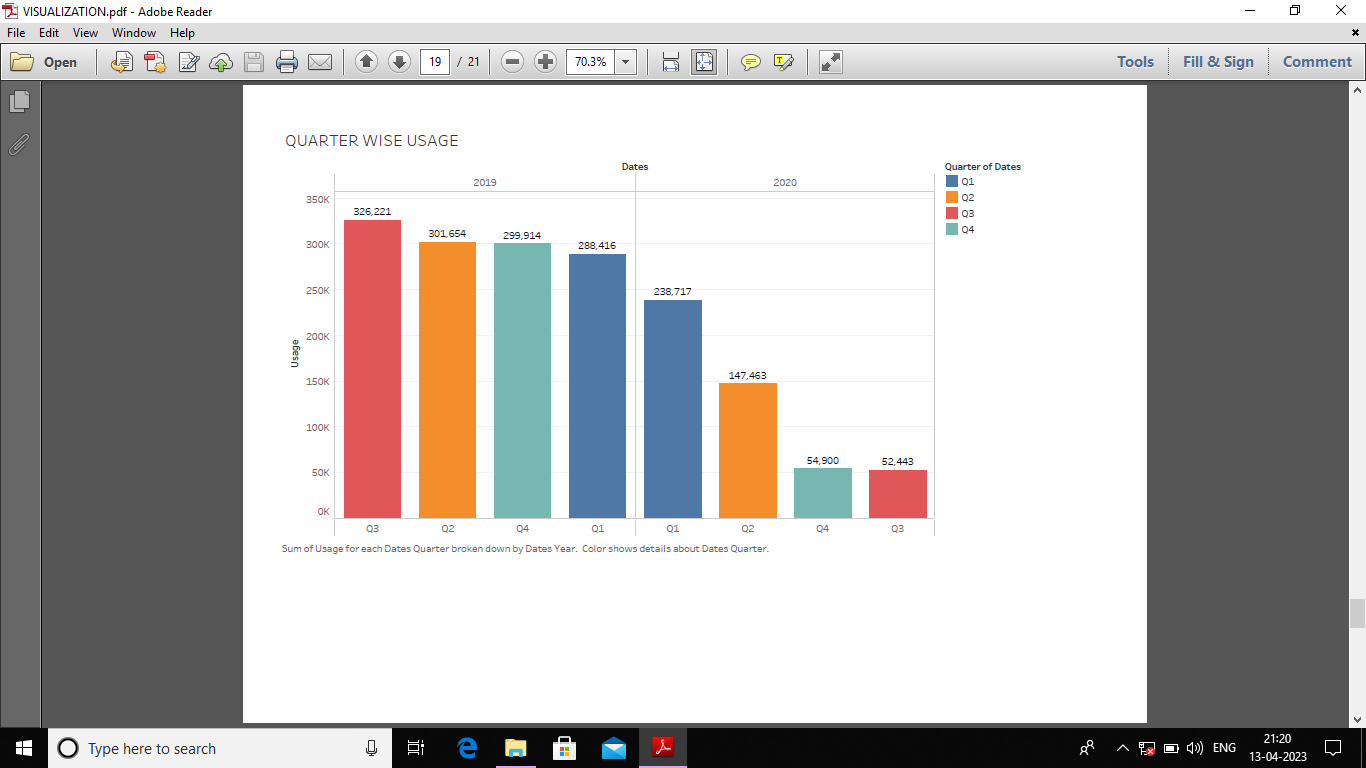 VISUALIZATION.pdf - Adobe Reader
File Edit View Window Help
Open 19 / 21 70.3% Tools Fill & Sign Comment
QUARTER WISE USAGE
Dates
2019 2020
Quarter of Dates
Q1
Q2
Q3
Q4
Usage
350K
300K
250K
200K
150K
100K
50K
0K
326,221
301,654
299,914
288,416
238,717
147,463
54,900
52,443
Q3 Q2 Q4 Q1 Q1 Q2 Q4 Q3
Sum of Usage for each Dates Quarter broken down by Dates Year. Color shows details about Dates Quarter.
Type here to search
ENG
21:20
13-04-2023